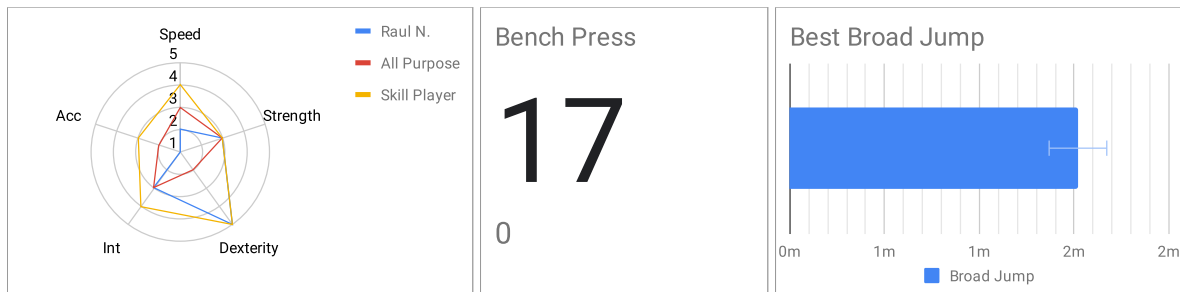 Speed
5
4
3
2
1
Acc
Strength
Int
Dexterity
Raul N.
All Purpose
Skill Player
Bench Press
17
0
Best Broad Jump
0m 1m 1m 2m 2m
Broad Jump